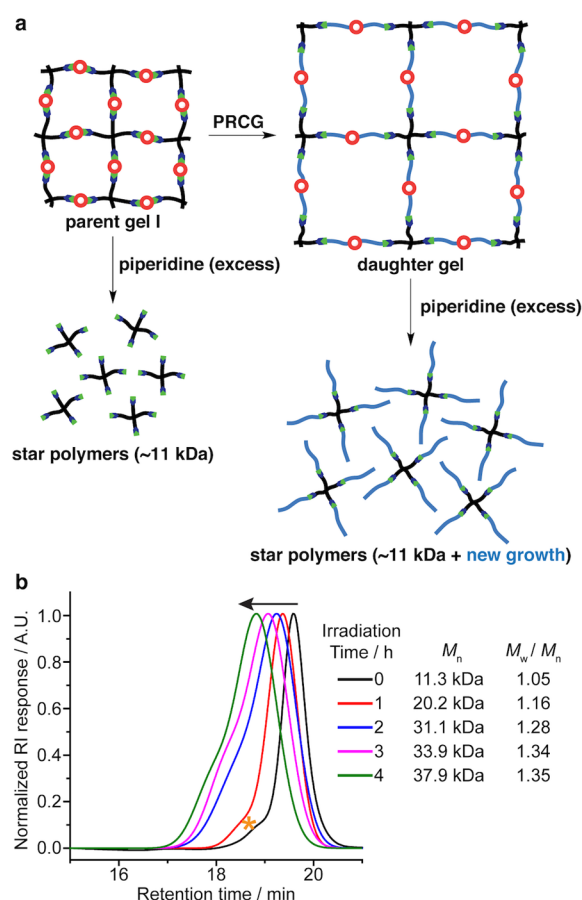 a
PRCG
parent gel I
daughter gel
piperidine (excess)
piperidine (excess)
star polymers (~11 kDa)
star polymers (~11 kDa + new growth)
b
Normalized RI response / A.U.
1.0
0.8
0.6
0.4
0.2
0.0
*
16 18 20
Retention time / min
Irradiation
Time / h Mn Mw / Mn
0 11.3 kDa 1.05
1 20.2 kDa 1.16
2 31.1 kDa 1.28
3 33.9 kDa 1.34
4 37.9 kDa 1.35